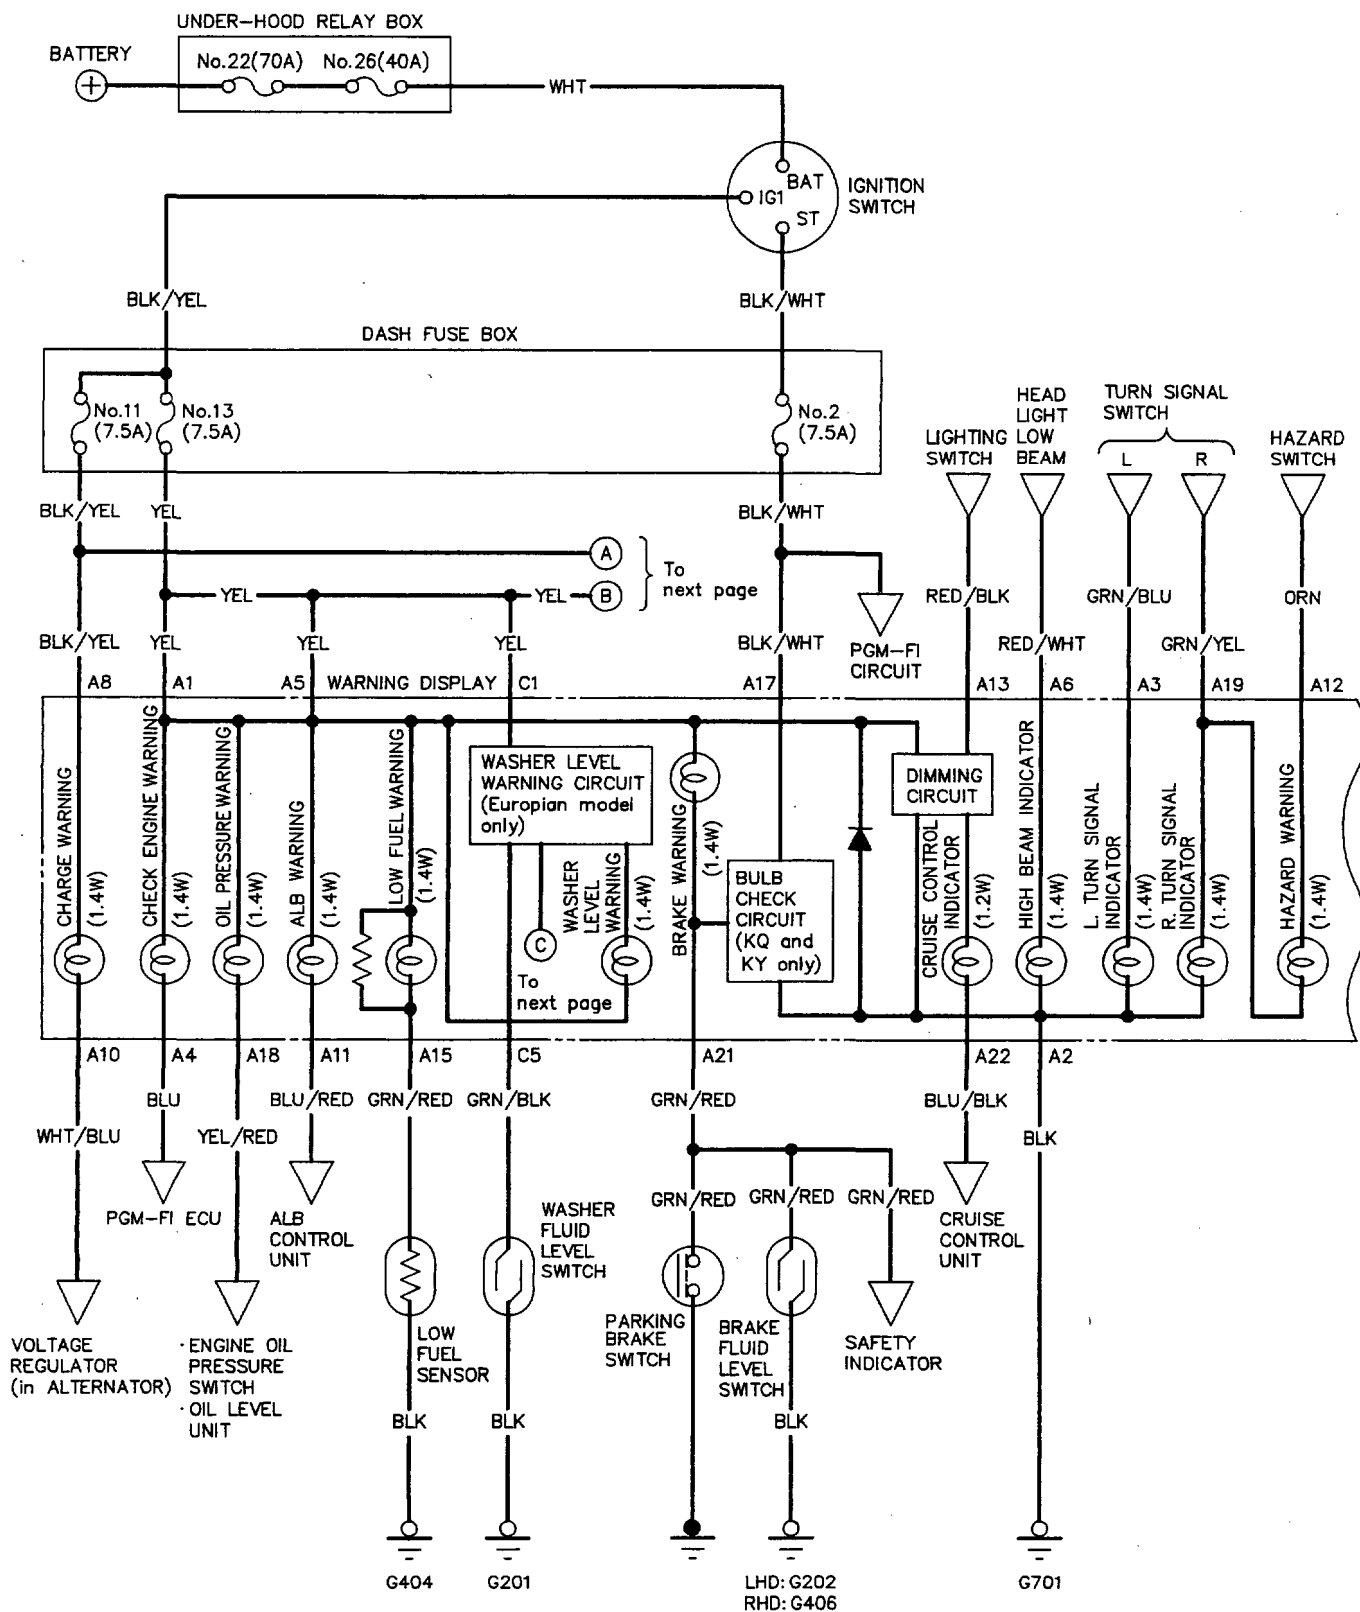 UNDER-HOOD RELAY BOX
BATTERY
No.22(70A) No.26(40A)
WHT
BAT
IG1
ST
IGNITION
SWITCH
BLK/YEL
BLK/WHT
DASH FUSE BOX
No.11
(7.5A)
No.13
(7.5A)
No.2
(7.5A)
LIGHTING
SWITCH
HEAD
LIGHT
LOW
BEAM
TURN SIGNAL
SWITCH
L
R
HAZARD
SWITCH
BLK/YEL
YEL
BLK/WHT
A
B
To
next page
YEL
YEL
RED/BLK
GRN/BLU
ORN
BLK/YEL
YEL
YEL
YEL
BLK/WHT
PGM-FI
CIRCUIT
RED/WHT
GRN/YEL
A8
A1
A5
WARNING DISPLAY
C1
A17
A13
A6
A3
A19
A12
CHARGE WARNING
(1.4W)
CHECK ENGINE WARNING
(1.4W)
OIL PRESSURE WARNING
(1.4W)
ALB WARNING
(1.4W)
LOW FUEL WARNING
(1.4W)
WASHER LEVEL
WARNING CIRCUIT
(Europian model
only)
C
To
next page
WASHER
LEVEL
WARNING
(1.4W)
BRAKE WARNING
(1.4W)
BULB
CHECK
CIRCUIT
(KQ and
KY only)
DIMMING
CIRCUIT
CRUISE CONTROL
INDICATOR
(1.2W)
HIGH BEAM INDICATOR
(1.4W)
L. TURN SIGNAL
INDICATOR
(1.4W)
R. TURN SIGNAL
INDICATOR
(1.4W)
HAZARD WARNING
(1.4W)
A10
A4
A18
A11
A15
C5
A21
A22
A2
BLU
BLU/RED
GRN/RED
GRN/BLK
GRN/RED
BLU/BLK
WHT/BLU
YEL/RED
BLK
PGM-FI ECU
ALB
CONTROL
UNIT
WASHER
FLUID
LEVEL
SWITCH
GRN/RED
GRN/RED
GRN/RED
CRUISE
CONTROL
UNIT
VOLTAGE
REGULATOR
(in ALTERNATOR)
·ENGINE OIL
PRESSURE
SWITCH
·OIL LEVEL
UNIT
LOW
FUEL
SENSOR
PARKING
BRAKE
SWITCH
BRAKE
FLUID
LEVEL
SWITCH
SAFETY
INDICATOR
BLK
BLK
BLK
G404
G201
LHD: G202
RHD: G406
G701